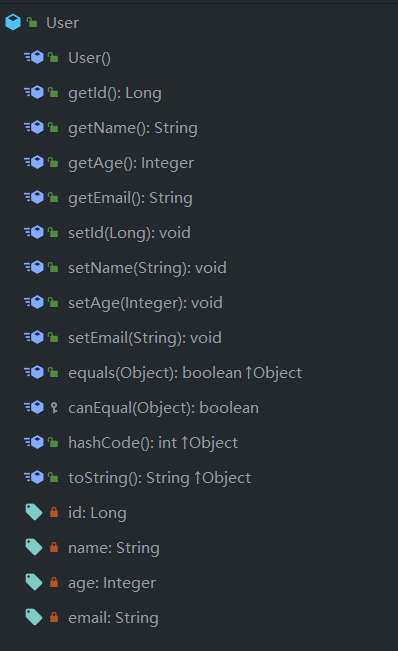 User
User()
getId(): Long
getName(): String
getAge(): Integer
getEmail(): String
setId(Long): void
setName(String): void
setAge(Integer): void
setEmail(String): void
equals(Object): boolean ↑Object
canEqual(Object): boolean
hashCode(): int ↑Object
toString(): String ↑Object
id: Long
name: String
age: Integer
email: String